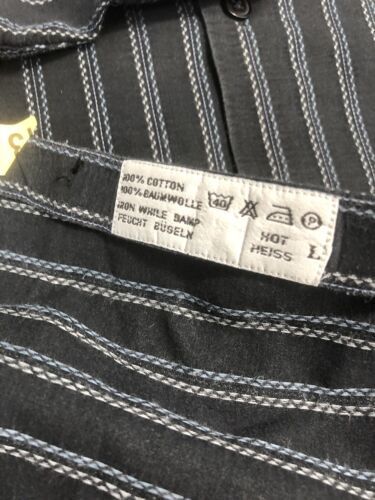 100% COTTON
100% BAUMWOLLE
IRON WHILE DAMP
FEUCHT BÜGELN
40
P
HOT
HEISS
L